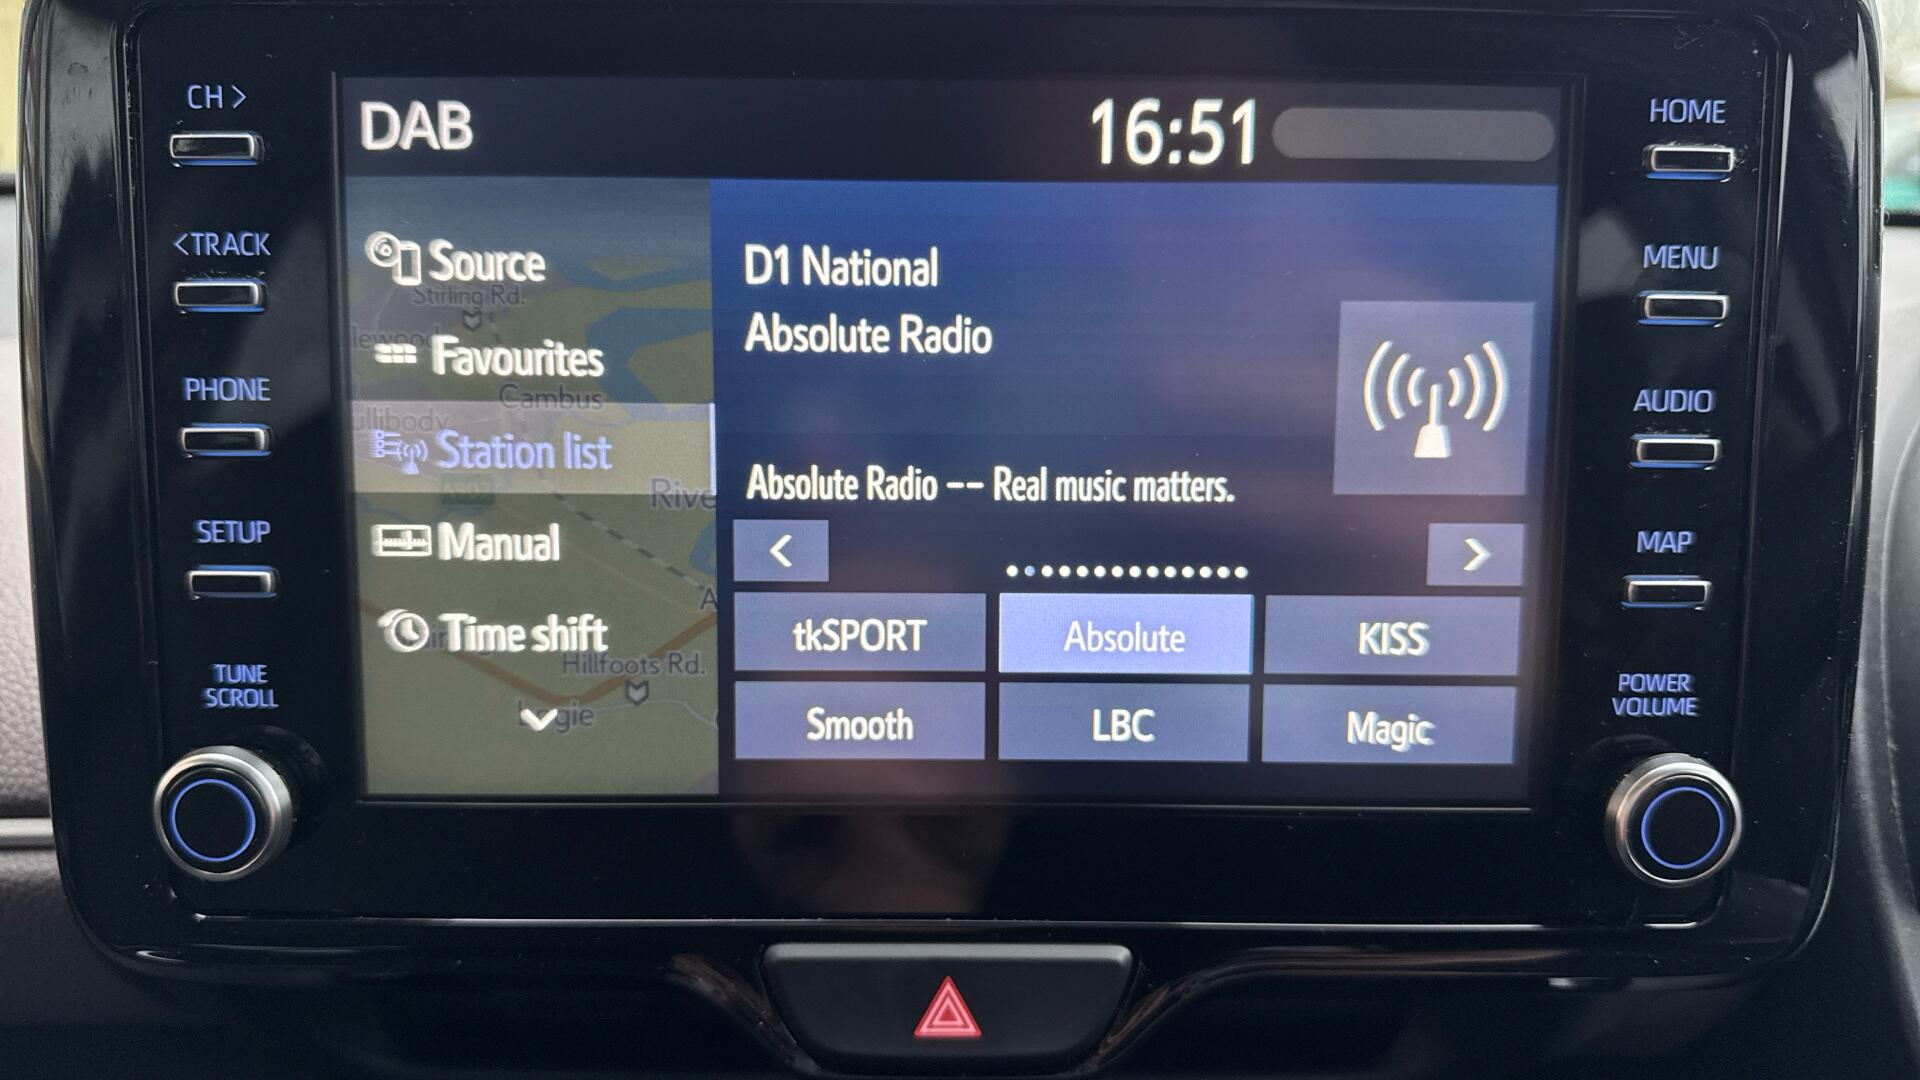 CH >
DAB
16:51
HOME
<TRACK
MENU
Source
D1 National
Stirling Rd.
Absolute Radio
Favourites
PHONE
Cambus
AUDIO
Station list
Absolute Radio -- Real music matters.
A907
SETUP
Manual
<
>
MAP
tkSPORT
Absolute
KISS
Time shift
Hillfoots Rd.
TUNE
SCROLL
POWER
VOLUME
Smooth
LBC
Magic